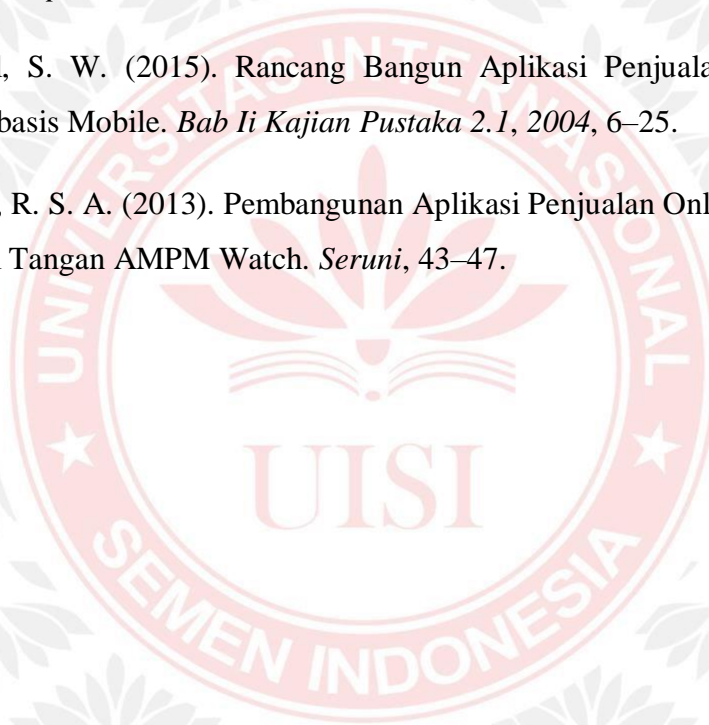 l, S. W. (2015). Rancang Bangun Aplikasi Penjuala
basis Mobile. Bab Ii Kajian Pustaka 2.1, 2004, 6–25.
, R. S. A. (2013). Pembangunan Aplikasi Penjualan Onl
Tangan AMPM Watch. Seruni, 43–47.
UNIVERSITAS INTERNASIONAL
UISI
SEMEN INDONESIA